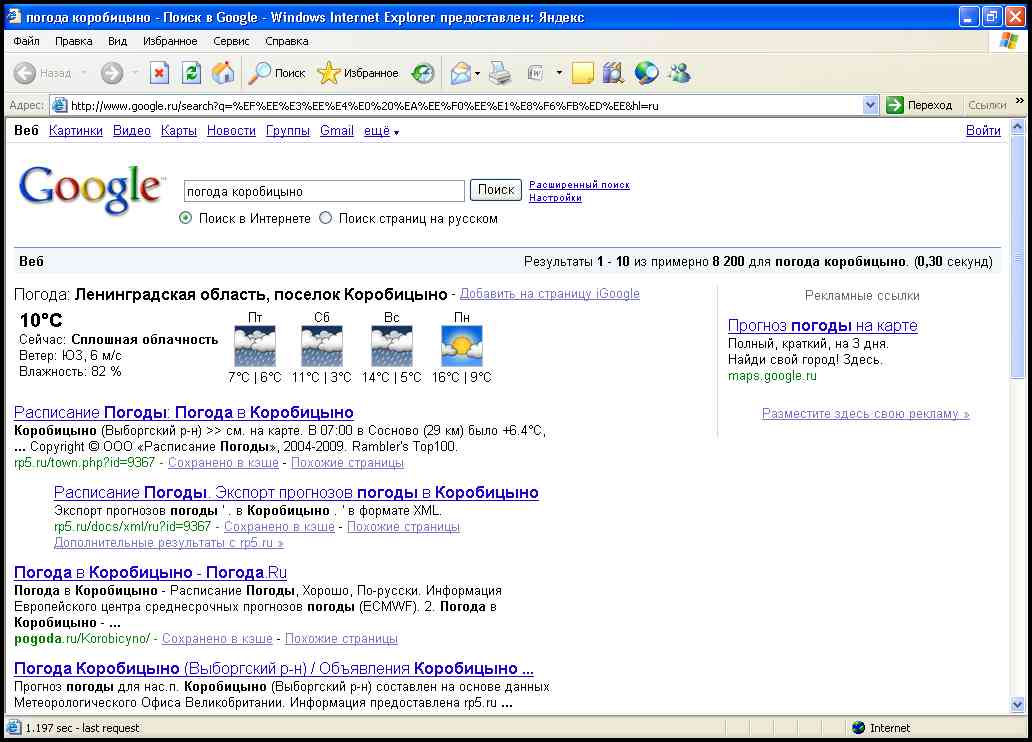 погода коробицыно - Поиск в Google - Windows Internet Explorer предоставлен: Яндекс
Файл Правка Вид Избранное Сервис Справка
Назад Поиск Избранное
Адрес: http://www.google.ru/search?q=%EF%EE%E3%EE%E4%E0%20%EA%EE%F0%EE%E1%E8%F6%FB%ED%EE&hl=ru Переход Ссылки »
Веб Картинки Видео Карты Новости Группы Gmail ещё ▼ Войти
Google™ погода коробицыно Поиск Расширенный поиск
Настройки
Поиск в Интернете Поиск страниц на русском
Веб Результаты 1 - 10 из примерно 8 200 для погода коробицыно. (0,30 секунд)
Погода: Ленинградская область, поселок Коробицыно - Добавить на страницу iGoogle
10°C
Сейчас: Сплошная облачность
Ветер: ЮЗ, 6 м/с
Влажность: 82 %
Пт Сб Вс Пн
7°C | 6°C 11°C | 3°C 14°C | 5°C 16°C | 9°C
Расписание Погоды: Погода в Коробицыно
Коробицыно (Выборгский р-н) >> см. на карте. В 07:00 в Сосново (29 км) было +6.4°C,
... Copyright © ООО «Расписание Погоды», 2004-2009. Rambler's Top100.
rp5.ru/town.php?id=9367 - Сохранено в кэше - Похожие страницы
Расписание Погоды. Экспорт прогнозов погоды в Коробицыно
Экспорт прогнозов погоды ' . в Коробицыно . ' в формате XML.
rp5.ru/docs/xml/ru?id=9367 - Сохранено в кэше - Похожие страницы
Дополнительные результаты с rp5.ru »
Погода в Коробицыно - Погода.Ru
Погода в Коробицыно - Расписание Погоды, Хорошо, По-русски. Информация
Европейского центра среднесрочных прогнозов погоды (ECMWF). 2. Погода в
Коробицыно - ...
pogoda.ru/Korobicyno/ - Сохранено в кэше - Похожие страницы
Погода Коробицыно (Выборгский р-н) / Объявления Коробицыно ...
Прогноз погоды для нас.п. Коробицыно (Выборгский р-н) составлен на основе данных
Метеорологического Офиса Великобритании. Информация предоставлена rp5.ru ...
Рекламные ссылки
Прогноз погоды на карте
Полный, краткий, на 3 дня.
Найди свой город! Здесь.
maps.google.ru
Разместите здесь свою рекламу »
1.197 sec - last request Internet